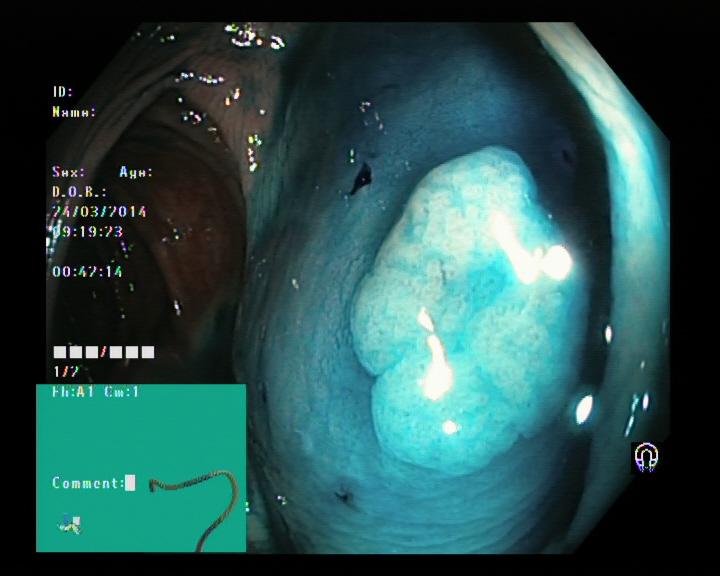 ID:
Name:
Sex: Age:
D.O.B.:
24/03/2014
09:19:23
00:42:14
■■■/■■■
1/2
Eh:A1 Cm:1
Comment: